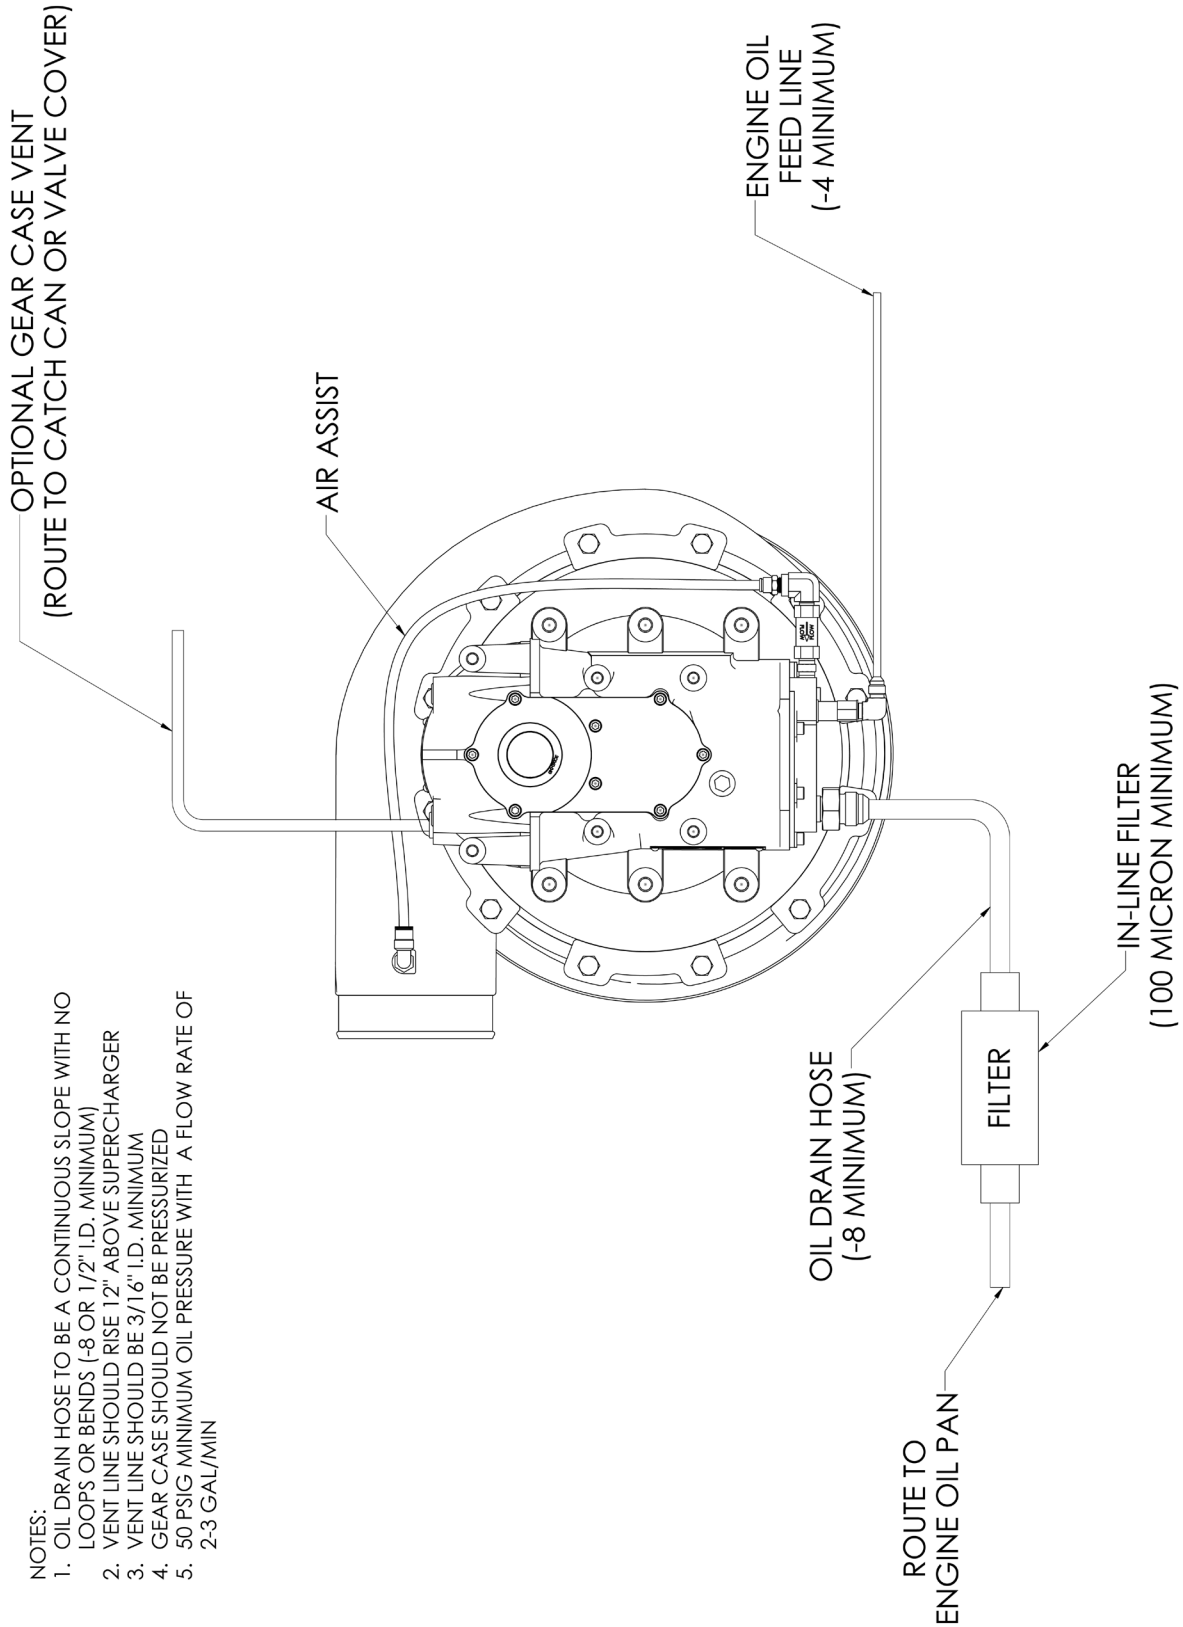 NOTES:
1. OIL DRAIN HOSE TO BE A CONTINUOUS SLOPE WITH NO
LOOPS OR BENDS (-8 OR 1/2" I.D. MINIMUM)
2. VENT LINE SHOULD RISE 12" ABOVE SUPERCHARGER
3. VENT LINE SHOULD BE 3/16" I.D. MINIMUM
4. GEAR CASE SHOULD NOT BE PRESSURIZED
5. 50 PSIG MINIMUM OIL PRESSURE WITH A FLOW RATE OF
2-3 GAL/MIN
OPTIONAL GEAR CASE VENT
(ROUTE TO CATCH CAN OR VALVE COVER)
AIR ASSIST
ENGINE OIL
FEED LINE
(-4 MINIMUM)
FLOW
OIL DRAIN HOSE
(-8 MINIMUM)
FILTER
IN-LINE FILTER
(100 MICRON MINIMUM)
ROUTE TO
ENGINE OIL PAN